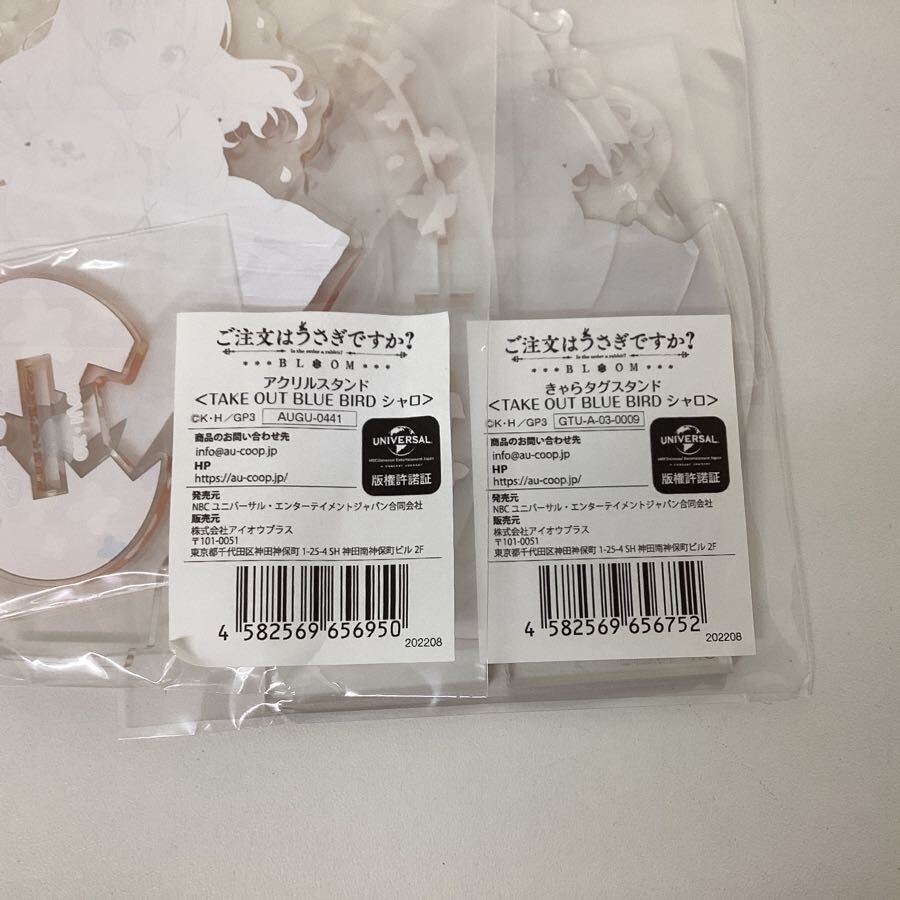 ご注文はうさぎですか?
Is the order a rabbit?
BLOOM
アクリルスタンド
<TAKE OUT BLUE BIRD シャロ>
©K・H/GP3 AUGU-0441
商品のお問い合わせ先
info@au-coop.jp
HP
https://au-coop.jp/
UNIVERSAL
NBCUniversal Entertainment Japan
A COMCAST COMPANY
版権許諾証
発売元
NBC ユニバーサル・エンターテイメントジャパン合同会社
販売元
株式会社アイオウプラス
〒101-0051
東京都千代田区神田神保町 1-25-4 SH 神田南神保町ビル 2F
4 582569 656950
202208
ご注文はうさぎですか?
Is the order a rabbit?
BLOOM
きゃらタグスタンド
<TAKE OUT BLUE BIRD シャロ>
©K・H/GP3 GTU-A-03-0009
商品のお問い合わせ先
info@au-coop.jp
HP
https://au-coop.jp/
UNIVERSAL
NBCUniversal Entertainment Japan
A COMCAST COMPANY
版権許諾証
発売元
NBC ユニバーサル・エンターテイメントジャパン合同会社
販売元
株式会社アイオウプラス
〒101-0051
東京都千代田区神田神保町 1-25-4 SH 神田南神保町ビル 2F
4 582569 656752
202208